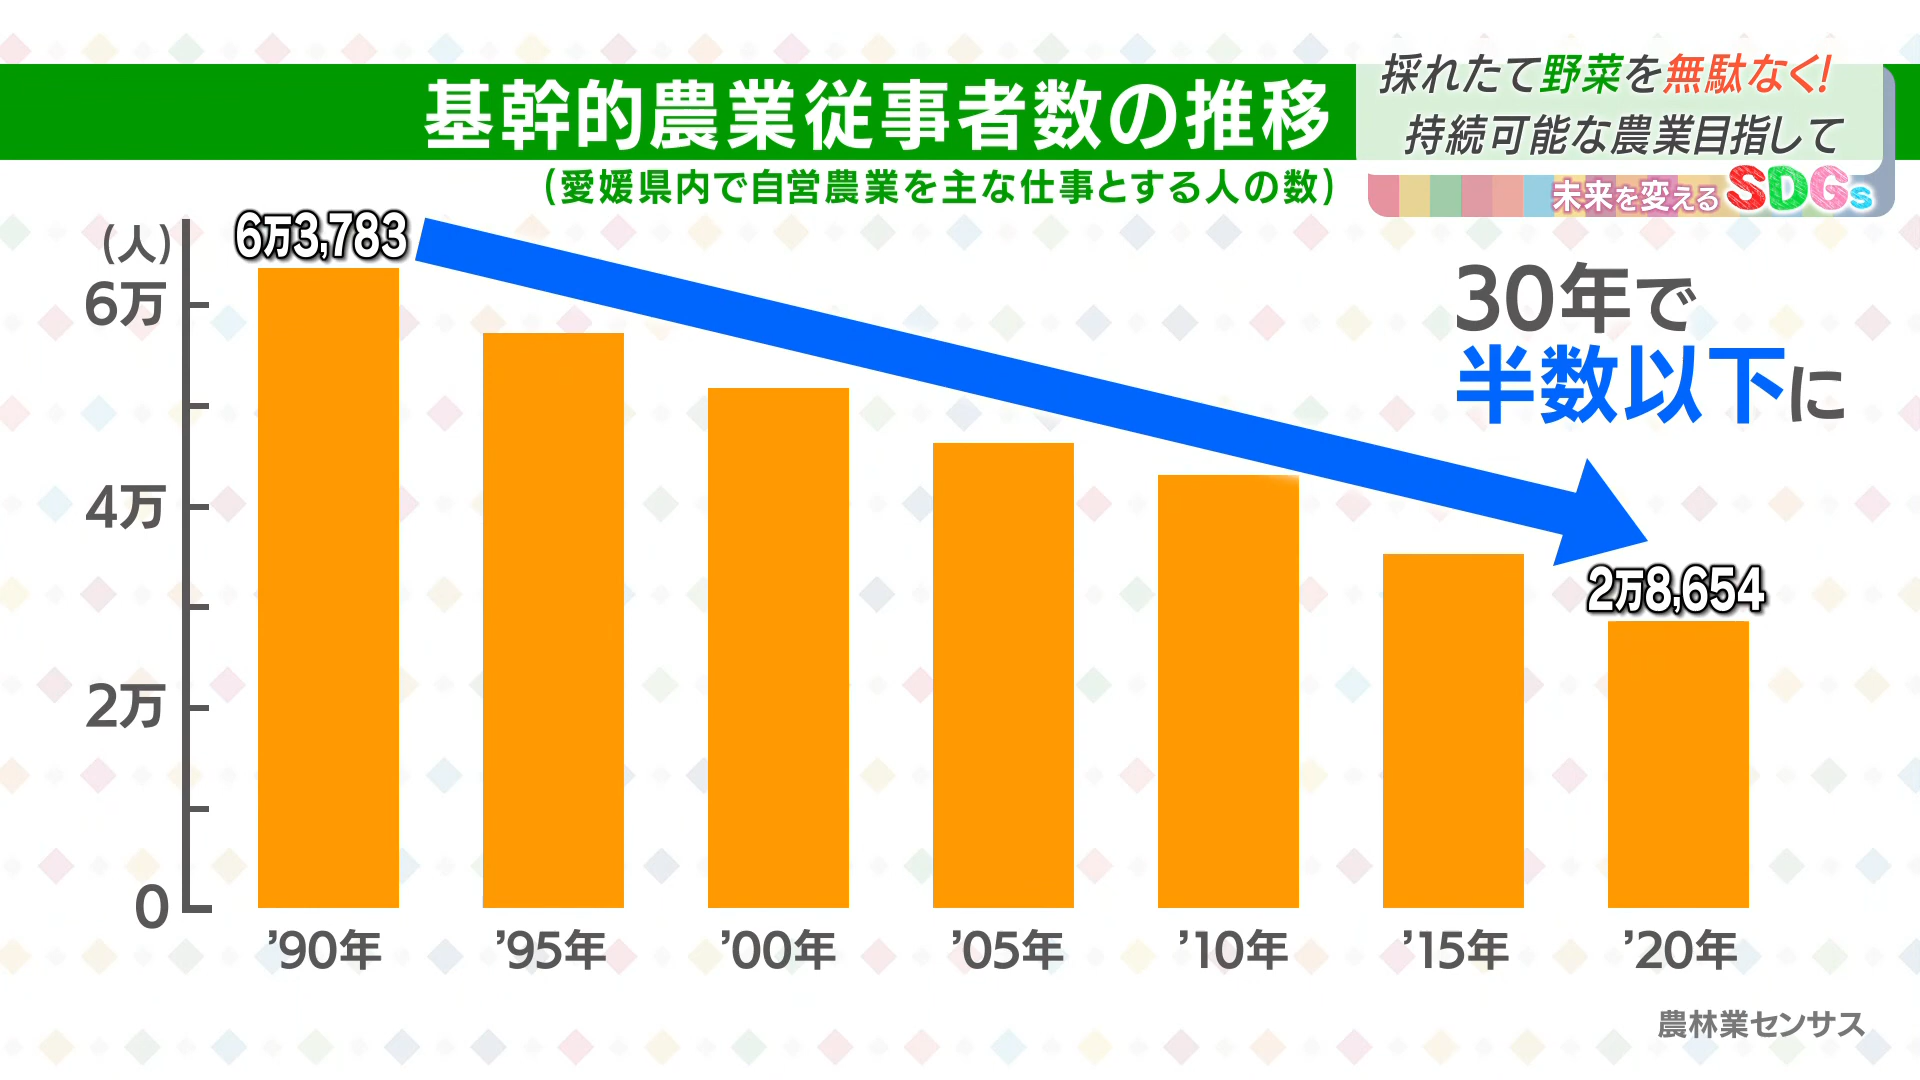 基幹的農業従事者数の推移
(愛媛県内で自営農業を主な仕事とする人の数)
採れたて野菜を無駄なく!
持続可能な農業目指して
未来を変えるSDGs
(人)
6万
4万
2万
0
6万3,783
2万8,654
30年で
半数以下に
’90年 ’95年 ’00年 ’05年 ’10年 ’15年 ’20年
農林業センサス